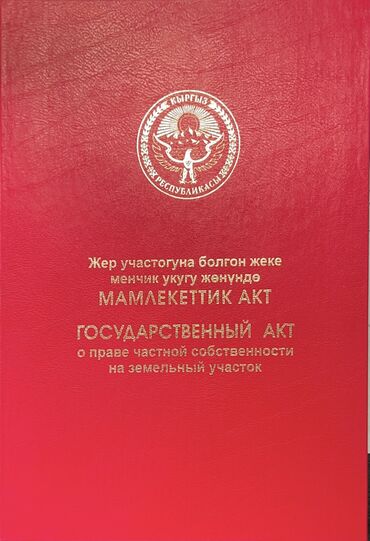 КЫРГЫЗ
РЕСПУБЛИКАСЫ
Жер участогуна болгон жеке
менчик укугу жөнүндө
МАМЛЕКЕТТИК АКТ
ГОСУДАРСТВЕННЫЙ АКТ
о праве частной собственности
на земельный участок